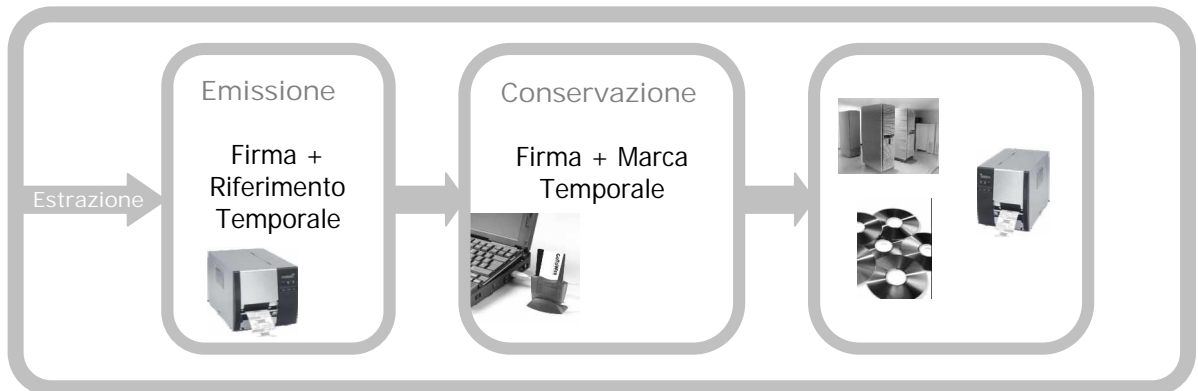 Emissione
Firma +
Riferimento
Temporale
Conservazione
Firma + Marca
Temporale
Estrazione